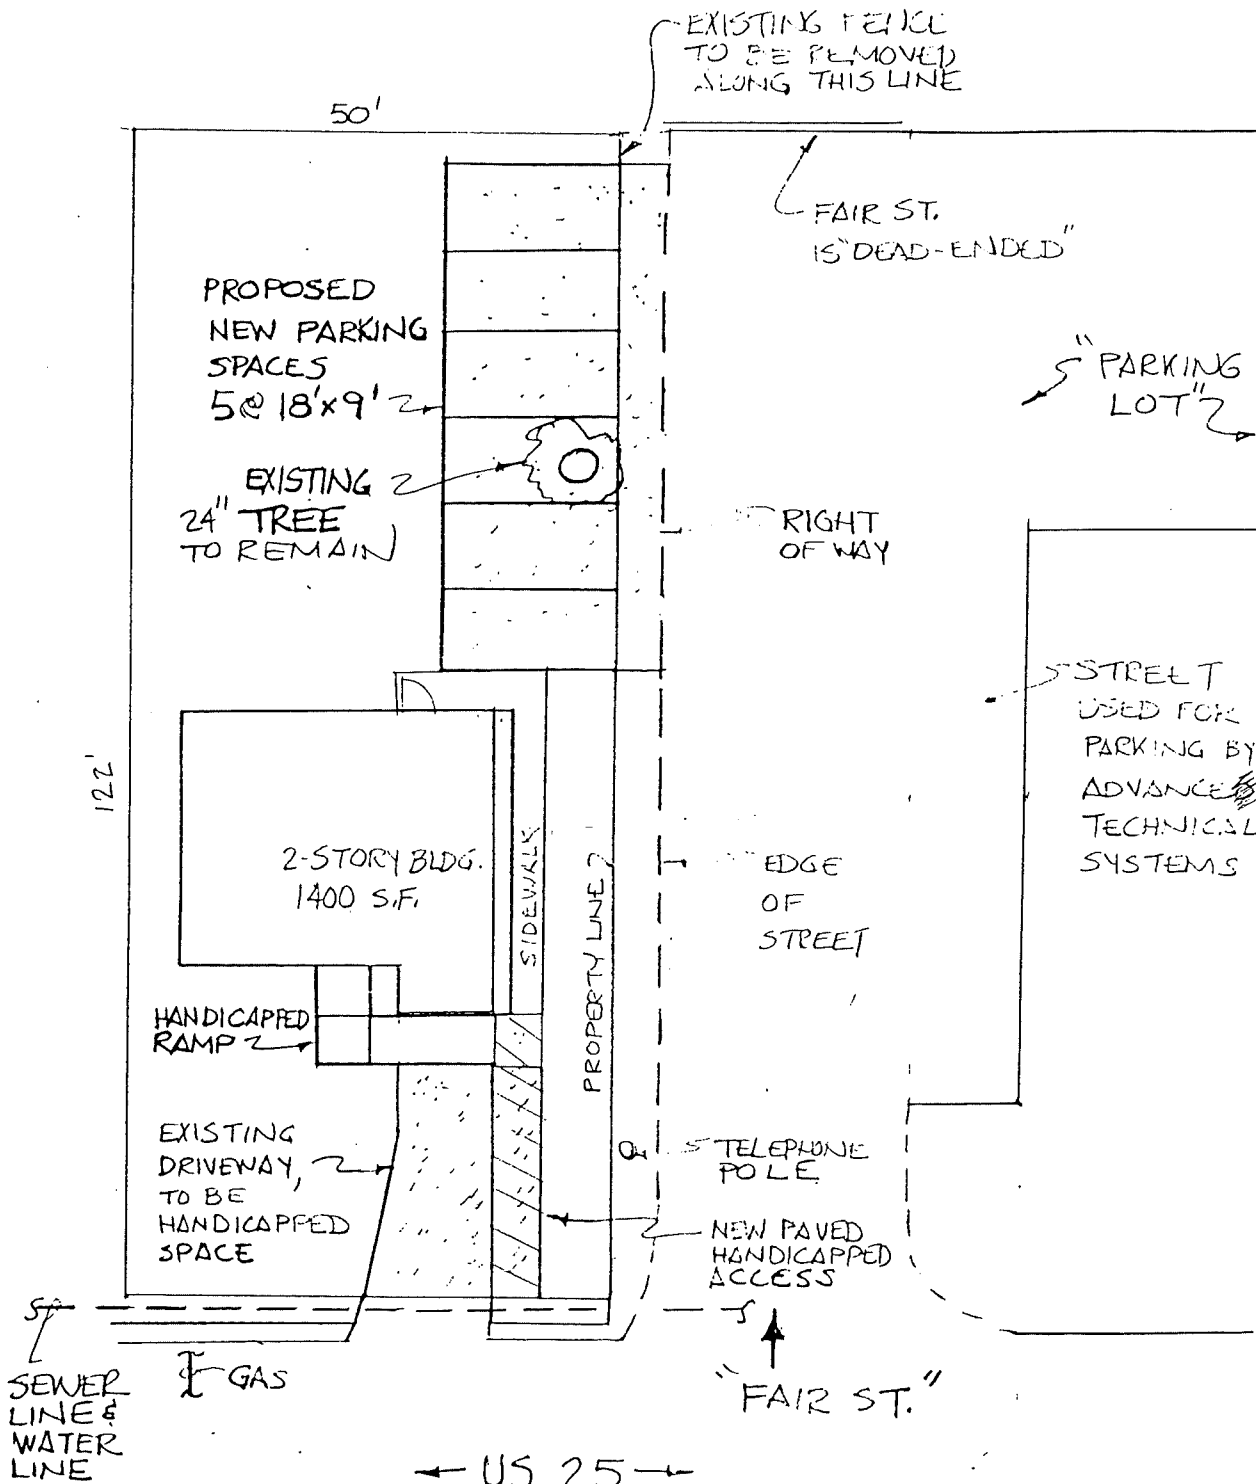 EXISTING FENCE
TO BE REMOVED
ALONG THIS LINE
50'
FAIR ST.
IS "DEAD-ENDED"
PROPOSED
NEW PARKING
SPACES
5@ 18'x9'
"PARKING
LOT"
EXISTING
24" TREE
TO REMAIN
RIGHT
OF WAY
STREET
USED FOR
PARKING BY
ADVANCE
TECHNICAL
SYSTEMS
122'
2-STORY BLDG.
1400 S.F.
SIDEWALK
PROPERTY LINE
EDGE
OF
STREET
HANDICAPPED
RAMP
EXISTING
DRIVEWAY,
TO BE
HANDICAPPED
SPACE
TELEPHONE
POLE
NEW PAVED
HANDICAPPED
ACCESS
S
S
GAS
"FAIR ST."
SEWER
LINE &
WATER
LINE
US 25